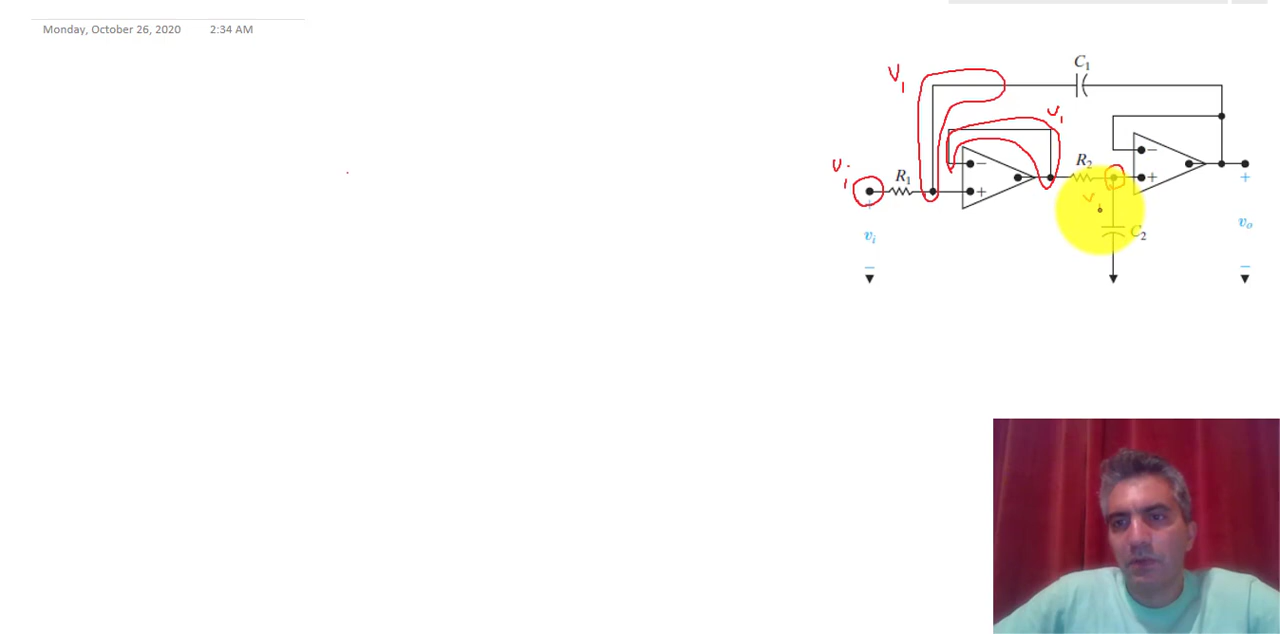 Monday, October 26, 2020 2:34 AM
C₁
V₁
V₁
R₂
−
−
Vᵢ
R₁
+
+
+
+
V
vᵢ
C₂
vₒ
−
−